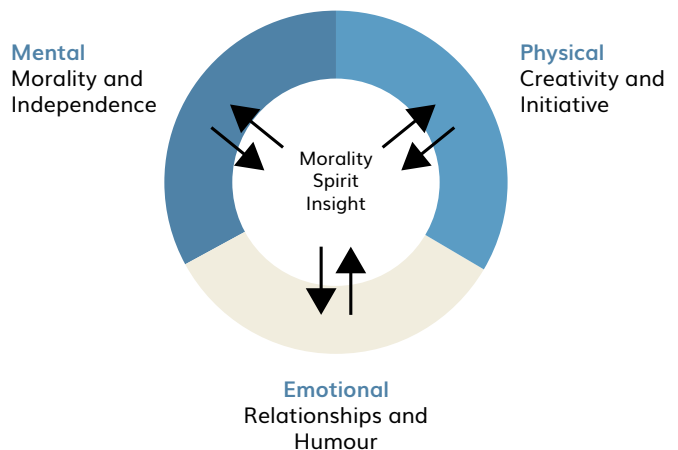 Mental
Morality and
Independence
Physical
Creativity and
Initiative
Morality
Spirit
Insight
Emotional
Relationships and
Humour